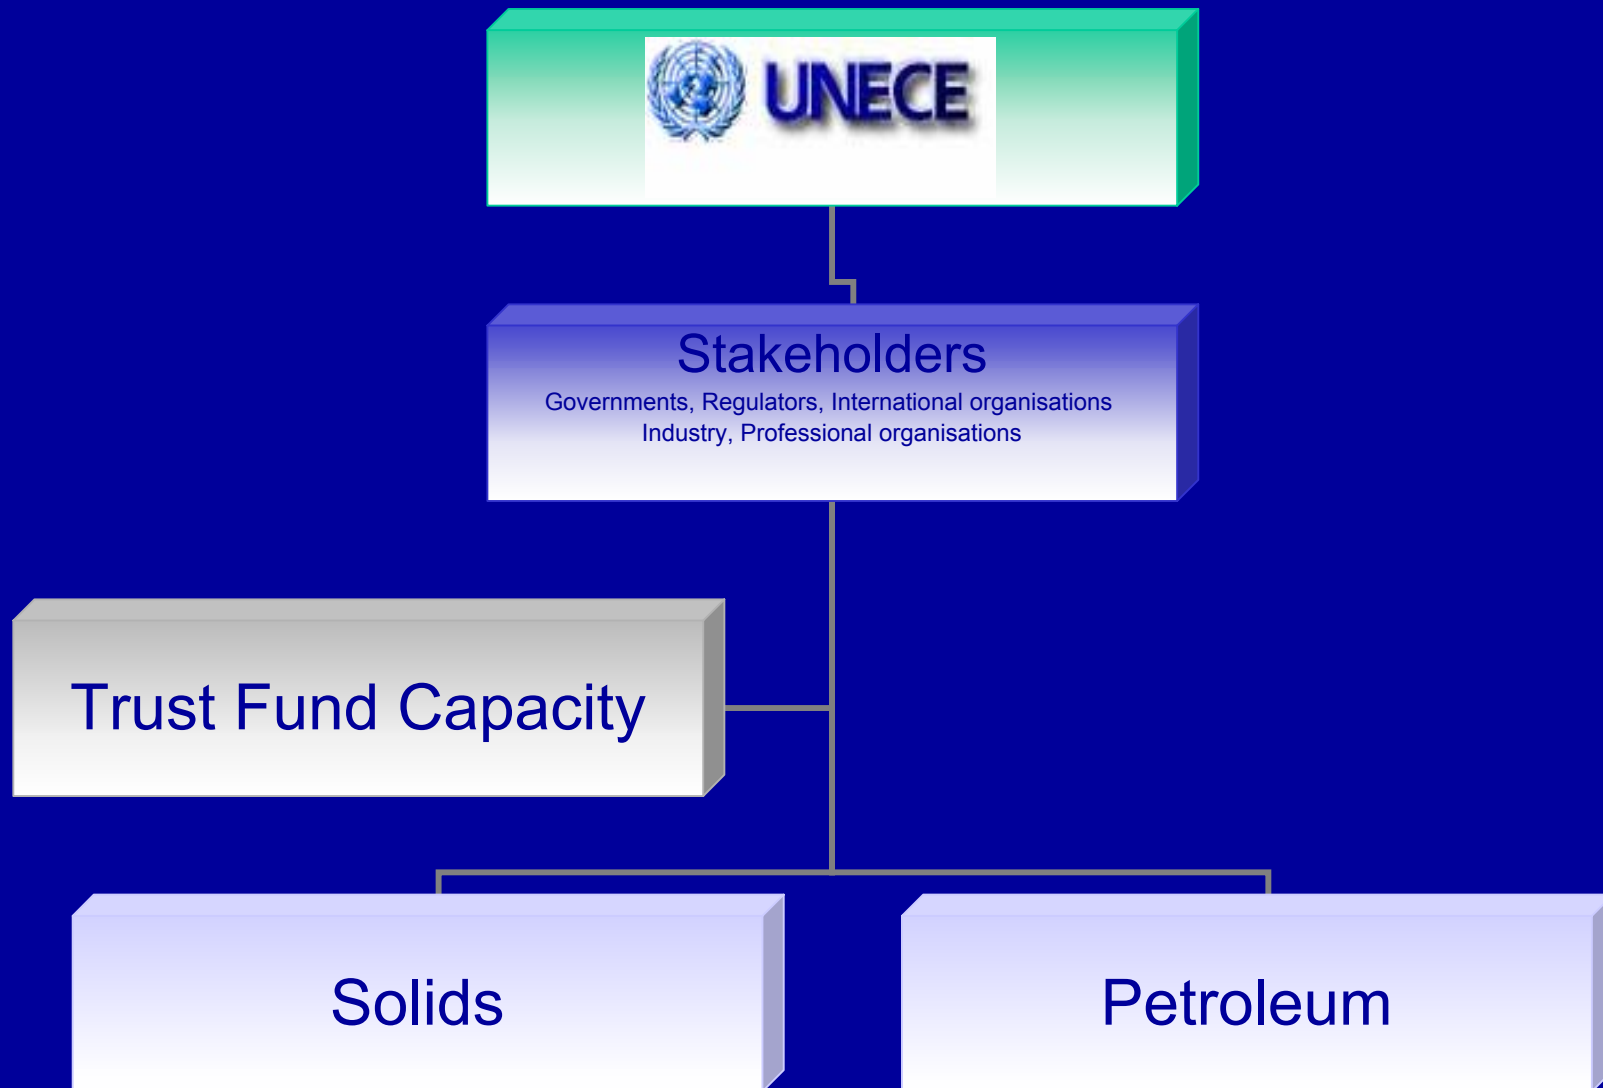 UNECE
Stakeholders
Governments, Regulators, International organisations
Industry, Professional organisations
Trust Fund Capacity
Solids
Petroleum